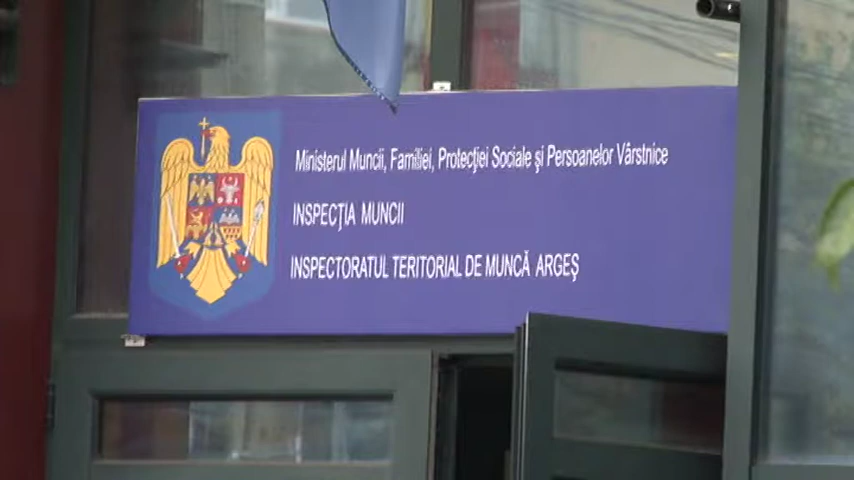 Ministerul Muncii, Familiei, Protecţiei Sociale şi Persoanelor Vârstnice
INSPECŢIA MUNCII
INSPECTORATUL TERITORIAL DE MUNCĂ ARGEŞ